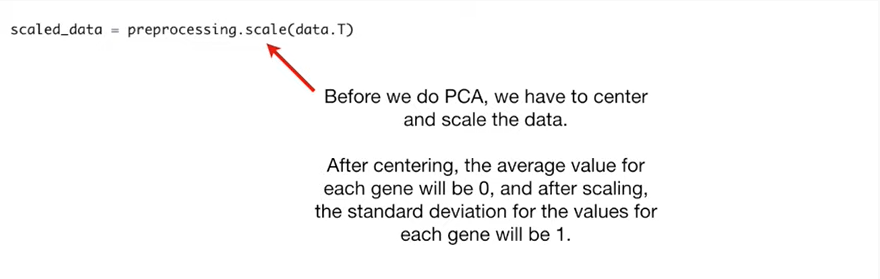 scaled_data = preprocessing.scale(data.T)
Before we do PCA, we have to center
and scale the data.
After centering, the average value for
each gene will be 0, and after scaling,
the standard deviation for the values for
each gene will be 1.